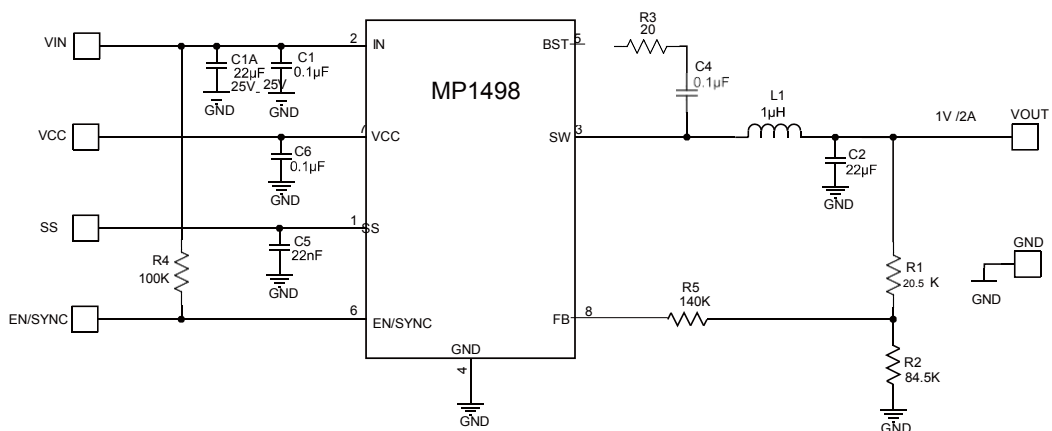 VIN
2
IN
C1A
22µF
25V
GND
C1
0.1µF
25V
GND
MP1498
BST
5
R3
20
C4
0.1µF
VCC
7
VCC
C6
0.1µF
GND
SW
3
L1
1µH
1V /2A
VOUT
C2
22µF
GND
SS
1
SS
C5
22nF
GND
R4
100K
EN/SYNC
6
EN/SYNC
FB
8
R5
140K
R1
20.5 K
GND
GND
R2
84.5K
GND
GND
4
GND